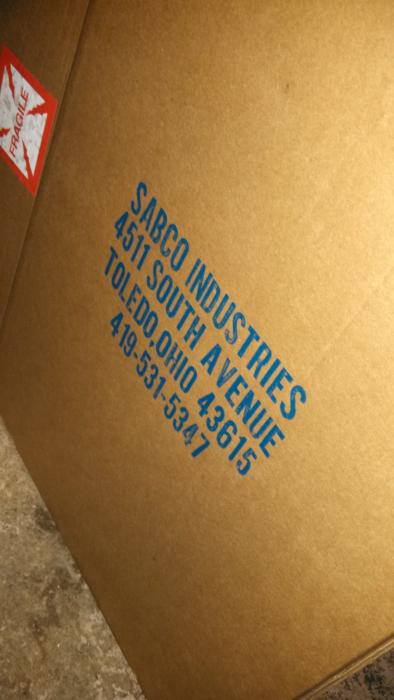 FRAGILE
SABCO INDUSTRIES
4511 SOUTH AVENUE
TOLEDO, OHIO 43615
419-531-5347